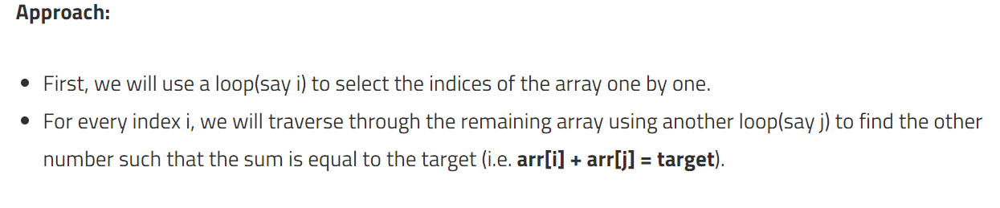 Approach:
• First, we will use a loop(say i) to select the indices of the array one by one.
• For every index i, we will traverse through the remaining array using another loop(say j) to find the other
number such that the sum is equal to the target (i.e. arr[i] + arr[j] = target).